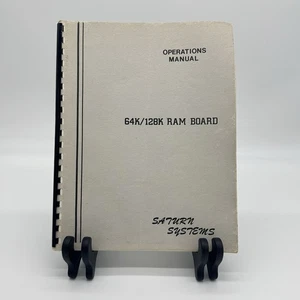 OPERATIONS
MANUAL
64K/128K RAM BOARD
SATURN
SYSTEMS